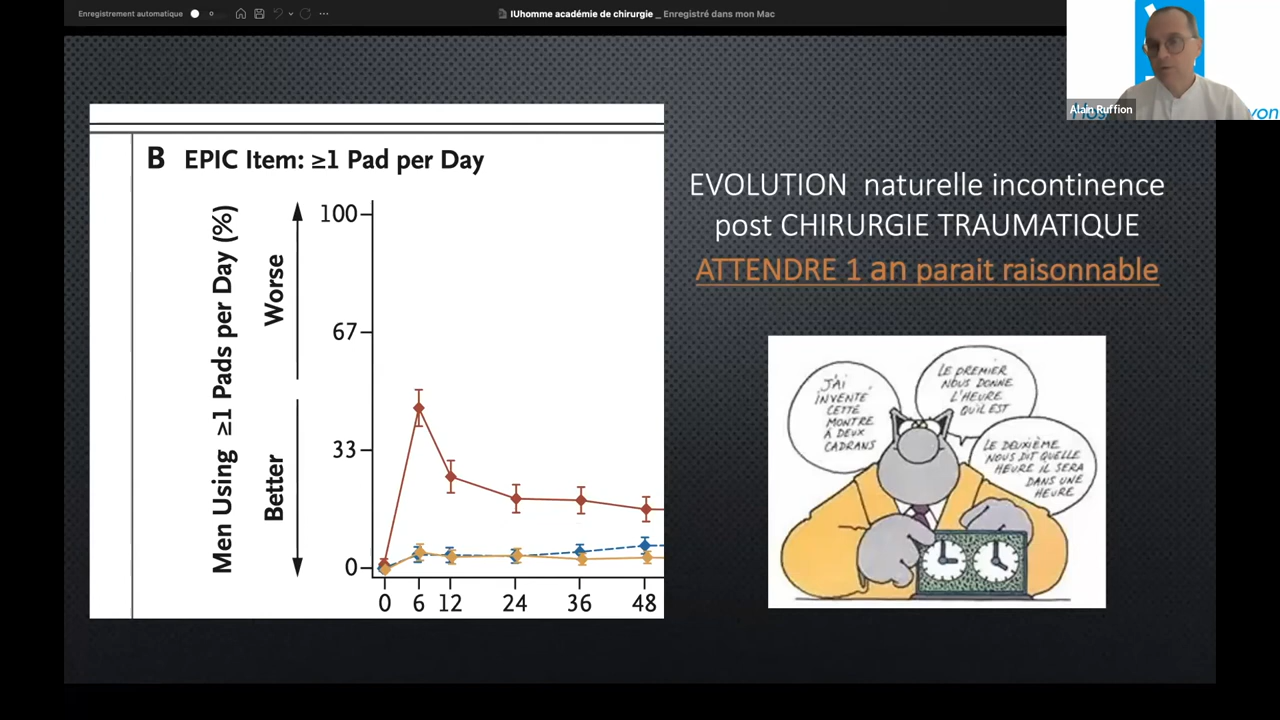 Enregistrement automatique
IUhomme académie de chirurgie _ Enregistré dans mon Mac
Alain Ruffion
yon
B EPIC Item: ≥1 Pad per Day
Men Using ≥1 Pads per Day (%)
Worse
Better
100
67
33
0
0 6 12 24 36 48
EVOLUTION naturelle incontinence
post CHIRURGIE TRAUMATIQUE
ATTENDRE 1 an parait raisonnable
J'AI
INVENTÉ
CETTE
MONTRE
À DEUX
CADRANS
LE PREMIER
NOUS DONNE
L'HEURE
QU'IL EST
LE DEUXIÈME
NOUS DIT QUELLE
HEURE IL SERA
DANS UNE
HEURE